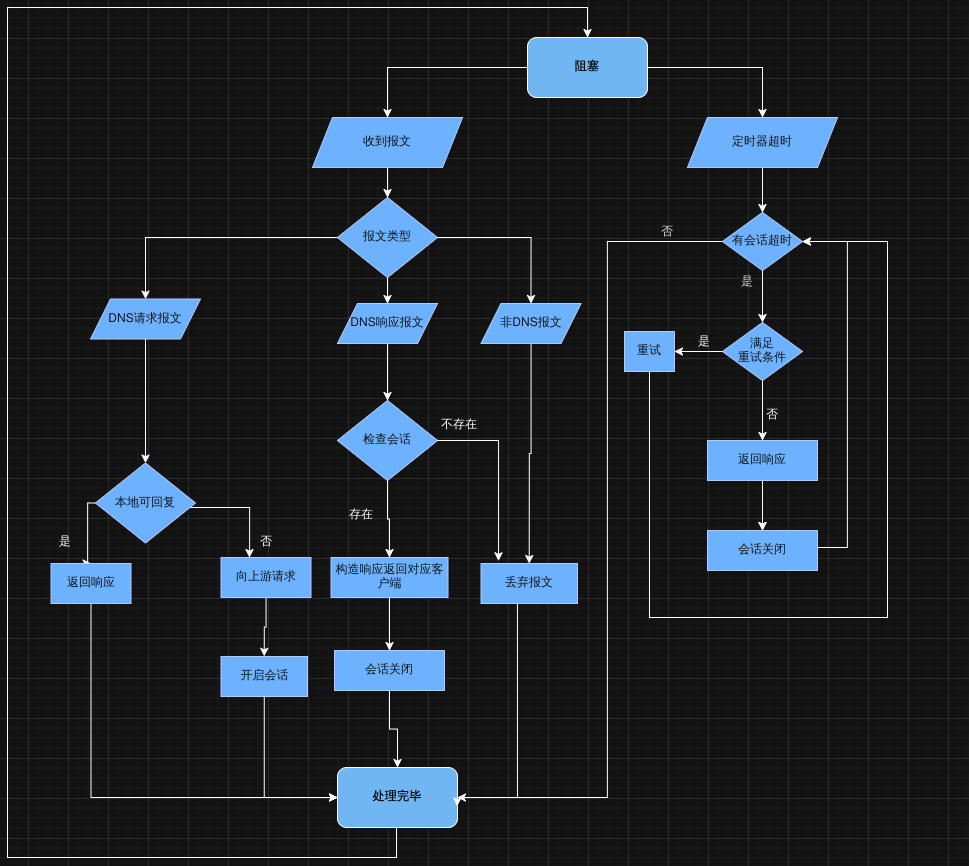 阻塞
收到报文
定时器超时
报文类型
否
有会话超时
是
DNS请求报文
DNS响应报文
非DNS报文
重试
是
满足
重试条件
否
检查会话
不存在
返回响应
本地可回复
存在
是
否
会话关闭
返回响应
向上游请求
构造响应返回对应客
户端
丢弃报文
开启会话
会话关闭
处理完毕